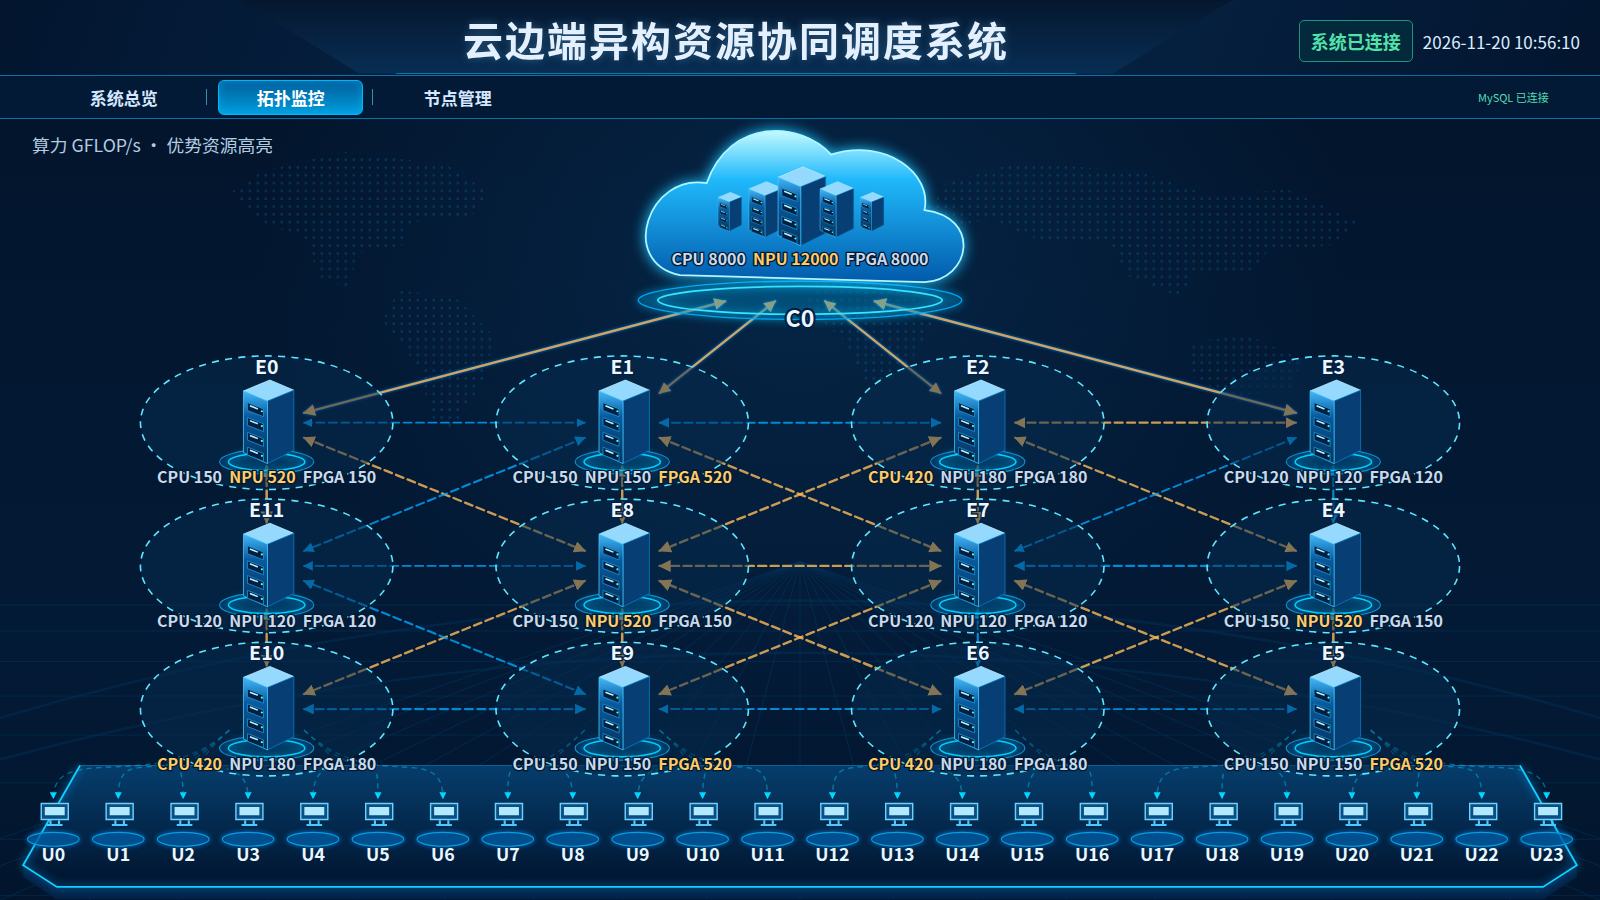 云边端异构资源协同调度系统
系统已连接 2026-11-20 10:56:10
系统总览 拓扑监控 节点管理 MySQL 已连接
算力 GFLOP/s · 优势资源高亮
CPU 8000 NPU 12000 FPGA 8000
C0
E0 E1 E2 E3
CPU 150 NPU 520 FPGA 150 CPU 150 NPU 150 FPGA 520 CPU 420 NPU 180 FPGA 180 CPU 120 NPU 120 FPGA 120
E11 E8 E7 E4
CPU 120 NPU 120 FPGA 120 CPU 150 NPU 520 FPGA 150 CPU 120 NPU 120 FPGA 120 CPU 150 NPU 520 FPGA 150
E10 E9 E6 E5
CPU 420 NPU 180 FPGA 180 CPU 150 NPU 150 FPGA 520 CPU 420 NPU 180 FPGA 180 CPU 150 NPU 150 FPGA 520
U0 U1 U2 U3 U4 U5 U6 U7 U8 U9 U10 U11 U12 U13 U14 U15 U16 U17 U18 U19 U20 U21 U22 U23